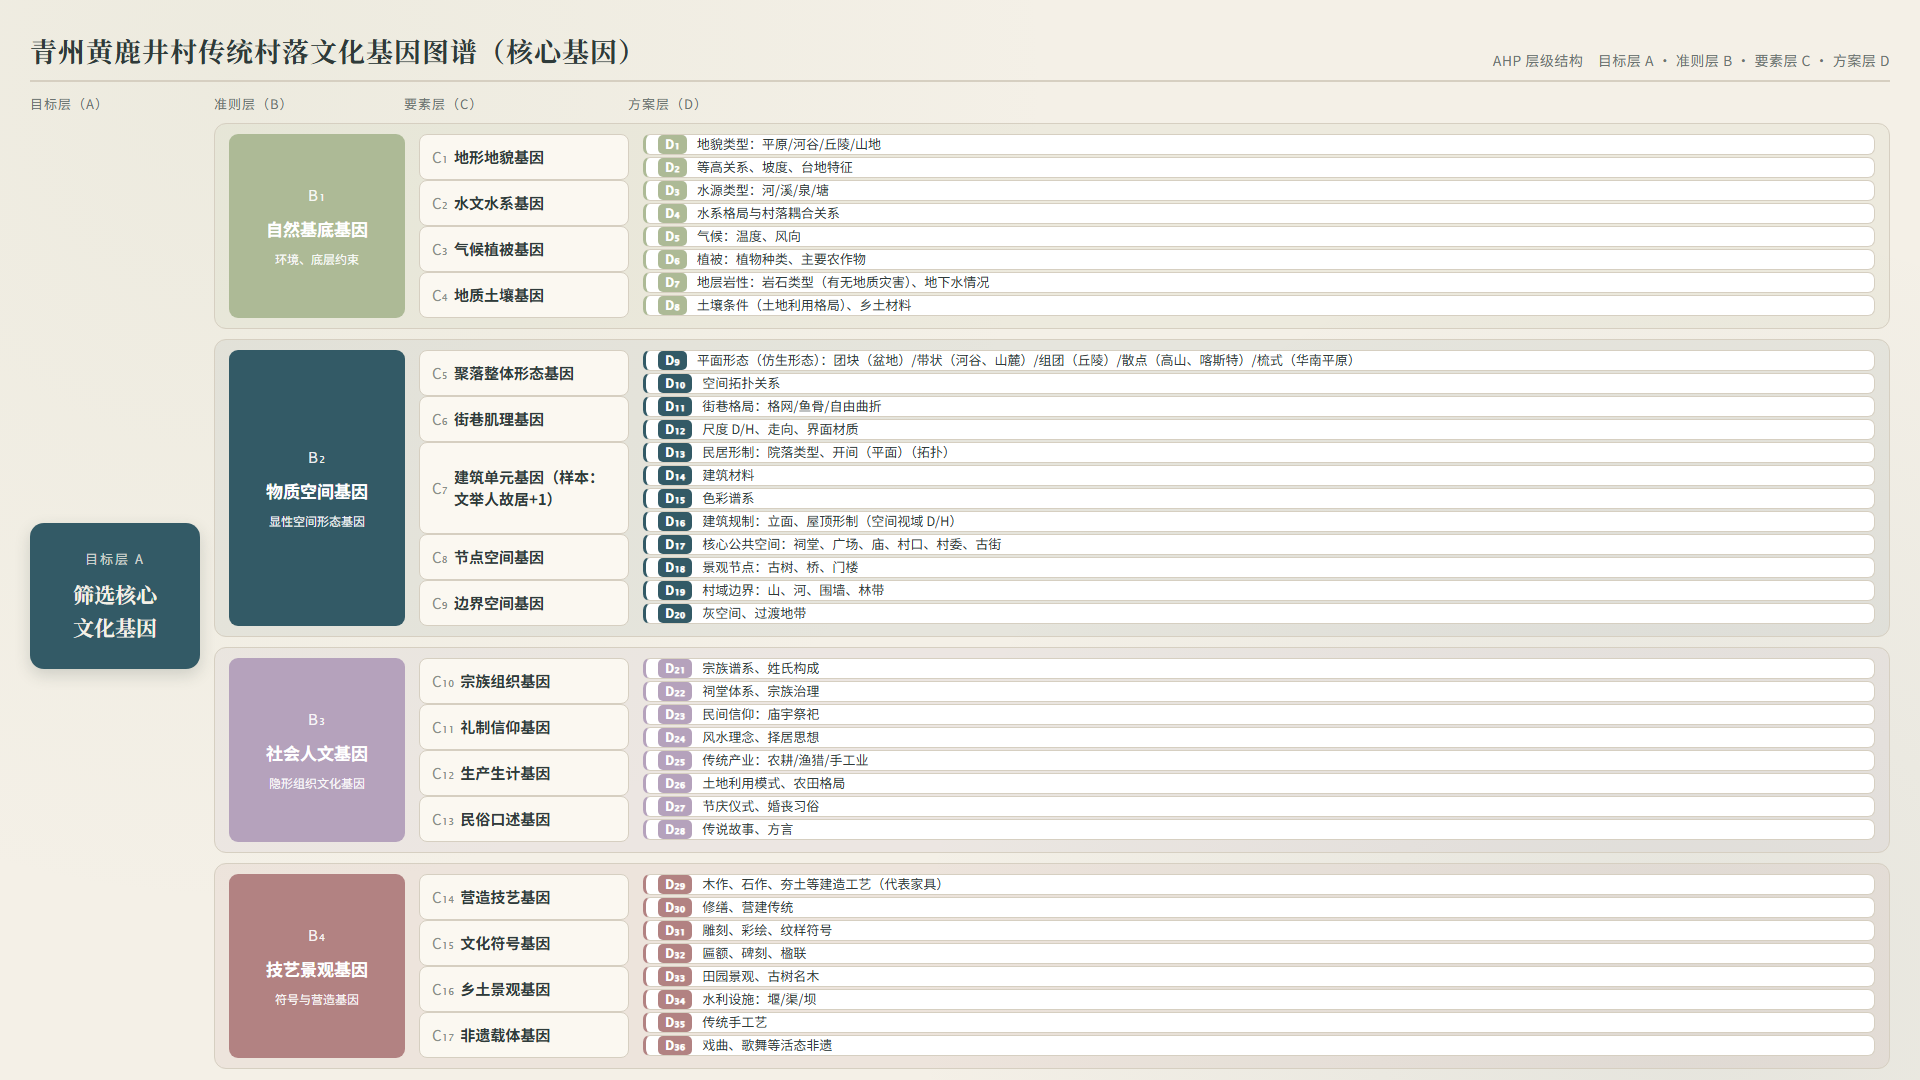 青州黄鹿井村传统村落文化基因图谱（核心基因）
AHP 层级结构 目标层 A · 准则层 B · 要素层 C · 方案层 D
目标层（A）
准则层（B）
要素层（C）
方案层（D）
目标层 A
筛选核心
文化基因
B₁
自然基底基因
环境、底层约束
C₁ 地形地貌基因
C₂ 水文水系基因
C₃ 气候植被基因
C₄ 地质土壤基因
D₁ 地貌类型：平原/河谷/丘陵/山地
D₂ 等高关系、坡度、台地特征
D₃ 水源类型：河/溪/泉/塘
D₄ 水系格局与村落耦合关系
D₅ 气候：温度、风向
D₆ 植被：植物种类、主要农作物
D₇ 地层岩性：岩石类型（有无地质灾害）、地下水情况
D₈ 土壤条件（土地利用格局）、乡土材料
B₂
物质空间基因
显性空间形态基因
C₅ 聚落整体形态基因
C₆ 街巷肌理基因
C₇ 建筑单元基因（样本：
文举人故居+1）
C₈ 节点空间基因
C₉ 边界空间基因
D₉ 平面形态（仿生形态）：团块（盆地）/带状（河谷、山麓）/组团（丘陵）/散点（高山、喀斯特）/梳式（华南平原）
D₁₀ 空间拓扑关系
D₁₁ 街巷格局：格网/鱼骨/自由曲折
D₁₂ 尺度 D/H、走向、界面材质
D₁₃ 民居形制：院落类型、开间（平面）（拓扑）
D₁₄ 建筑材料
D₁₅ 色彩谱系
D₁₆ 建筑规制：立面、屋顶形制（空间视域 D/H）
D₁₇ 核心公共空间：祠堂、广场、庙、村口、村委、古街
D₁₈ 景观节点：古树、桥、门楼
D₁₉ 村域边界：山、河、围墙、林带
D₂₀ 灰空间、过渡地带
B₃
社会人文基因
隐形组织文化基因
C₁₀ 宗族组织基因
C₁₁ 礼制信仰基因
C₁₂ 生产生计基因
C₁₃ 民俗口述基因
D₂₁ 宗族谱系、姓氏构成
D₂₂ 祠堂体系、宗族治理
D₂₃ 民间信仰：庙宇祭祀
D₂₄ 风水理念、择居思想
D₂₅ 传统产业：农耕/渔猎/手工业
D₂₆ 土地利用模式、农田格局
D₂₇ 节庆仪式、婚丧习俗
D₂₈ 传说故事、方言
B₄
技艺景观基因
符号与营造基因
C₁₄ 营造技艺基因
C₁₅ 文化符号基因
C₁₆ 乡土景观基因
C₁₇ 非遗载体基因
D₂₉ 木作、石作、夯土等建造工艺（代表家具）
D₃₀ 修缮、营建传统
D₃₁ 雕刻、彩绘、纹样符号
D₃₂ 匾额、碑刻、楹联
D₃₃ 田园景观、古树名木
D₃₄ 水利设施：堰/渠/坝
D₃₅ 传统手工艺
D₃₆ 戏曲、歌舞等活态非遗